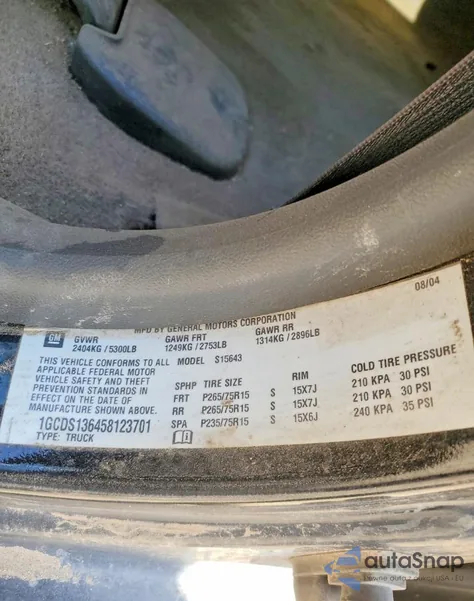 08/04
MFD BY GENERAL MOTORS CORPORATION
GM
GVWR GAWR FRT GAWR RR
2404KG / 5300LB 1249KG / 2753LB 1314KG / 2896LB
THIS VEHICLE CONFORMS TO ALL
APPLICABLE FEDERAL MOTOR
VEHICLE SAFETY AND THEFT
PREVENTION STANDARDS IN
EFFECT ON THE DATE OF
MANUFACTURE SHOWN ABOVE.
1GCDS136458123701
TYPE: TRUCK
MODEL S15643
SPHP TIRE SIZE RIM COLD TIRE PRESSURE
FRT P265/75R15 S 15X7J 210 KPA 30 PSI
RR P265/75R15 S 15X7J 210 KPA 30 PSI
SPA P235/75R15 S 15X6J 240 KPA 35 PSI
autaSnap
USA - EU